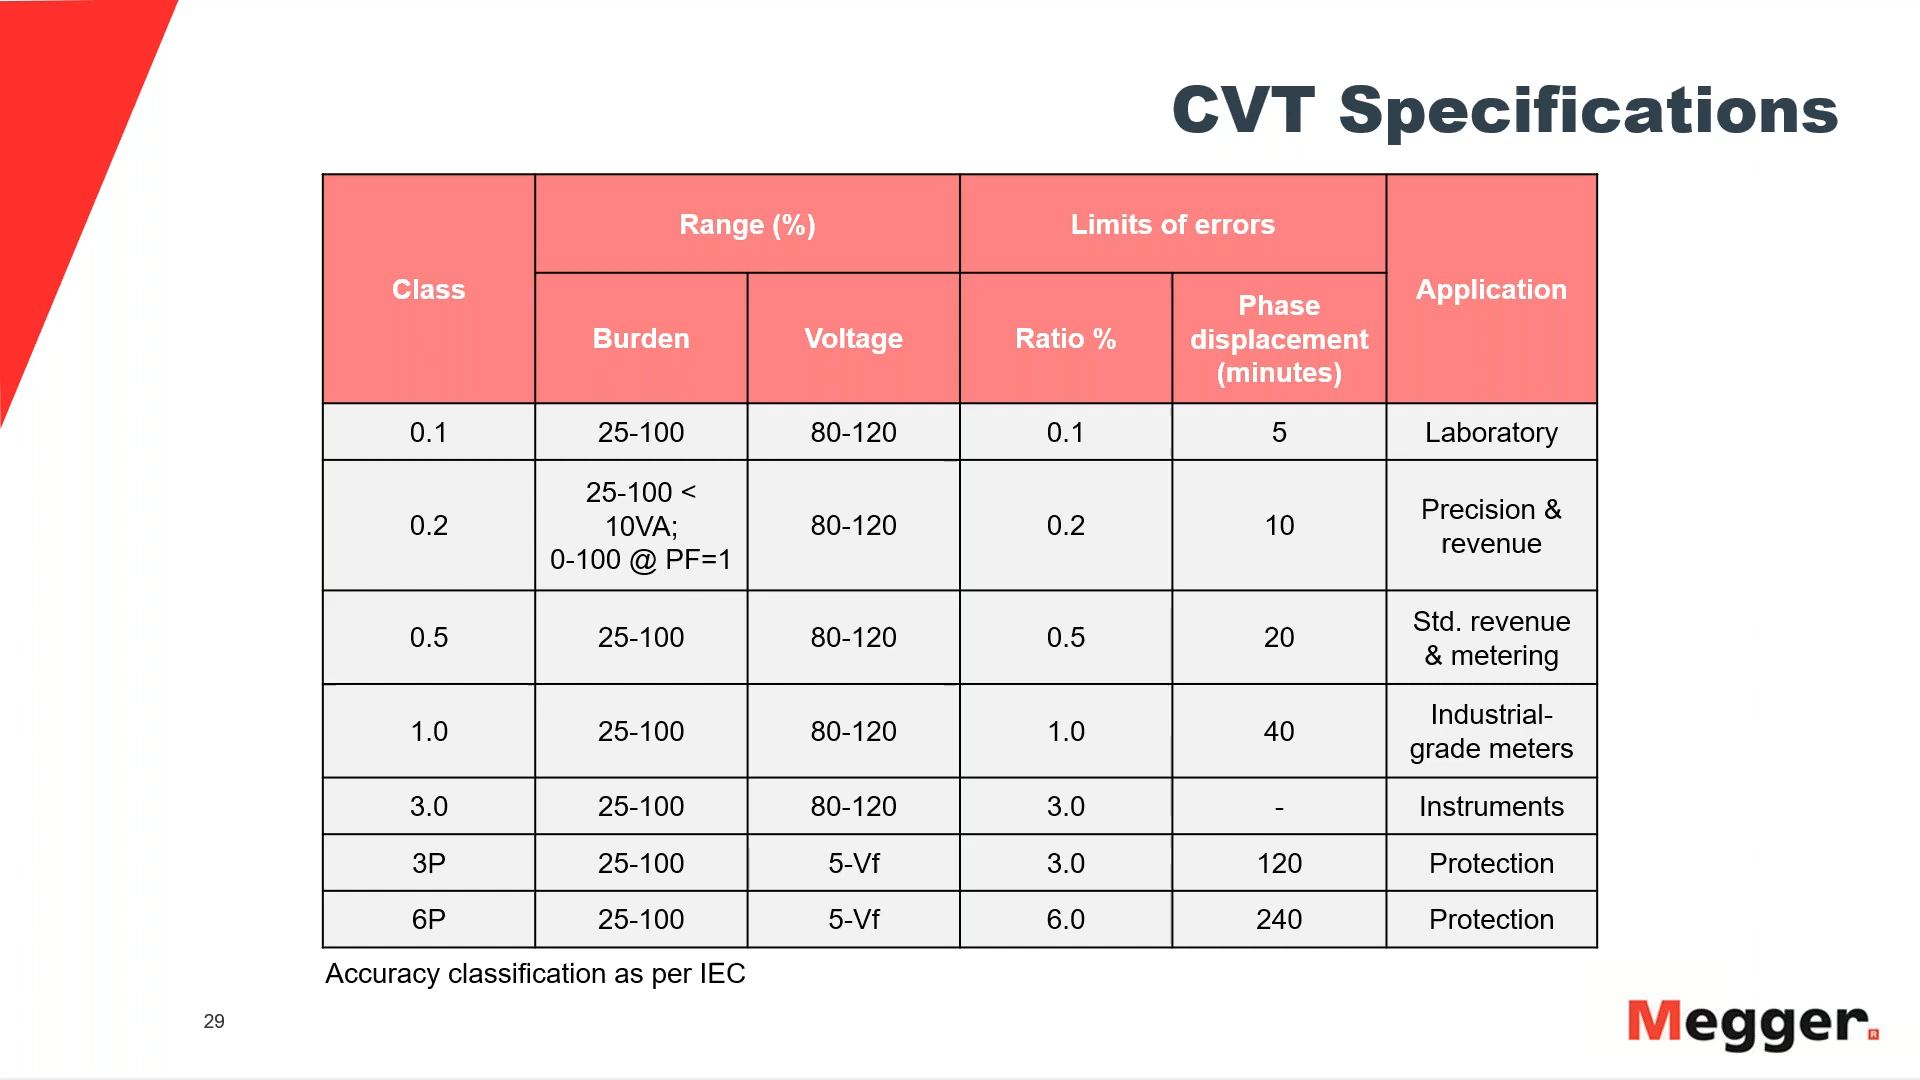 CVT Specifications
Class
Range (%)
Limits of errors
Application
Burden
Voltage
Ratio %
Phase
displacement
(minutes)
0.1
25-100
80-120
0.1
5
Laboratory
0.2
25-100 <
10VA;
0-100 @ PF=1
80-120
0.2
10
Precision &
revenue
0.5
25-100
80-120
0.5
20
Std. revenue
& metering
1.0
25-100
80-120
1.0
40
Industrial-
grade meters
3.0
25-100
80-120
3.0
-
Instruments
3P
25-100
5-Vf
3.0
120
Protection
6P
25-100
5-Vf
6.0
240
Protection
Accuracy classification as per IEC
29
Megger.